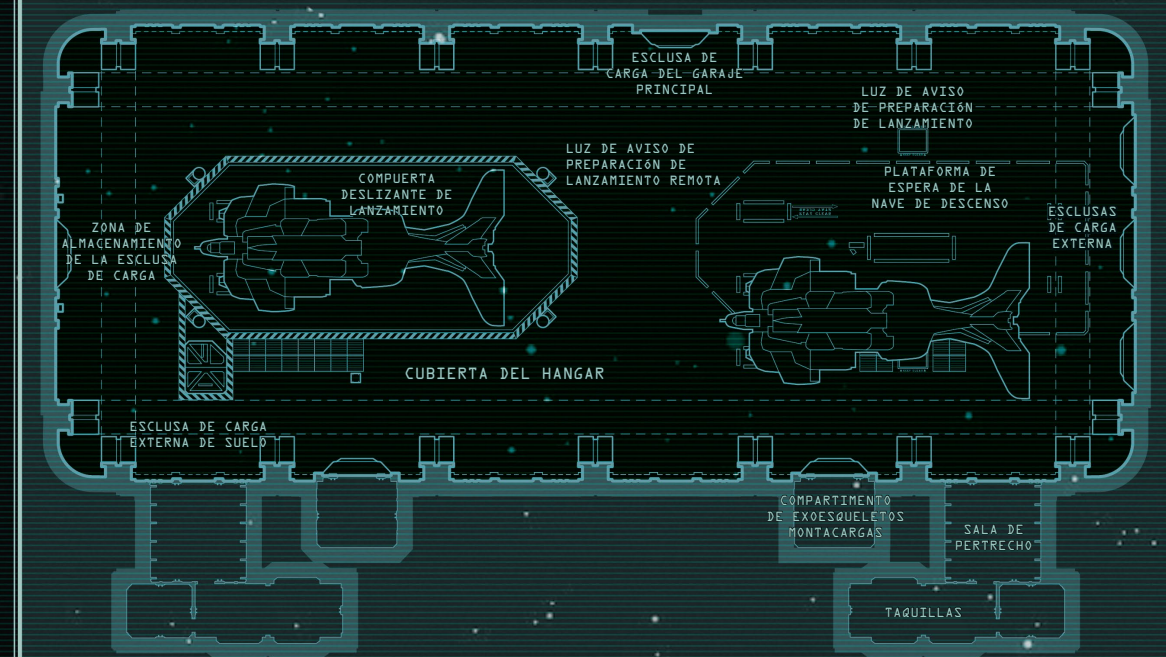 ESCLUSA DE
CARGA DEL GARAJE
PRINCIPAL
LUZ DE AVISO
DE PREPARACIÓN
DE LANZAMIENTO
LUZ DE AVISO DE
PREPARACIÓN DE
LANZAMIENTO REMOTA
COMPUERTA
DESLIZANTE DE
LANZAMIENTO
PLATAFORMA DE
ESPERA DE LA
NAVE DE DESCENSO
ZONA DE
ALMACENAMIENTO
DE LA ESCLUSA
DE CARGA
ESCLUSAS
DE CARGA
EXTERNA
CUBIERTA DEL HANGAR
ESCLUSA DE CARGA
EXTERNA DE SUELO
COMPARTIMENTO
DE EXOESQUELETOS
MONTACARGAS
SALA DE
PERTRECHO
TAQUILLAS